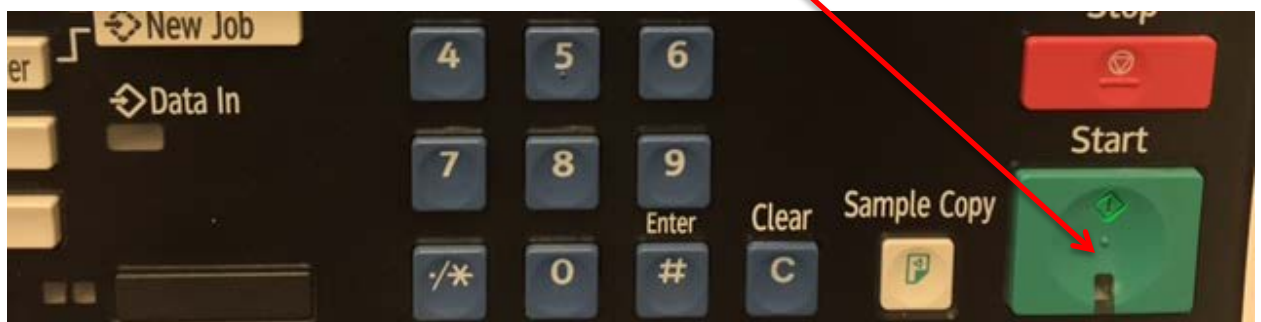 New Job
er
Data In
4 5 6
7 8 9
Enter
./* 0 #
Clear
C
Sample Copy
Stop
Start